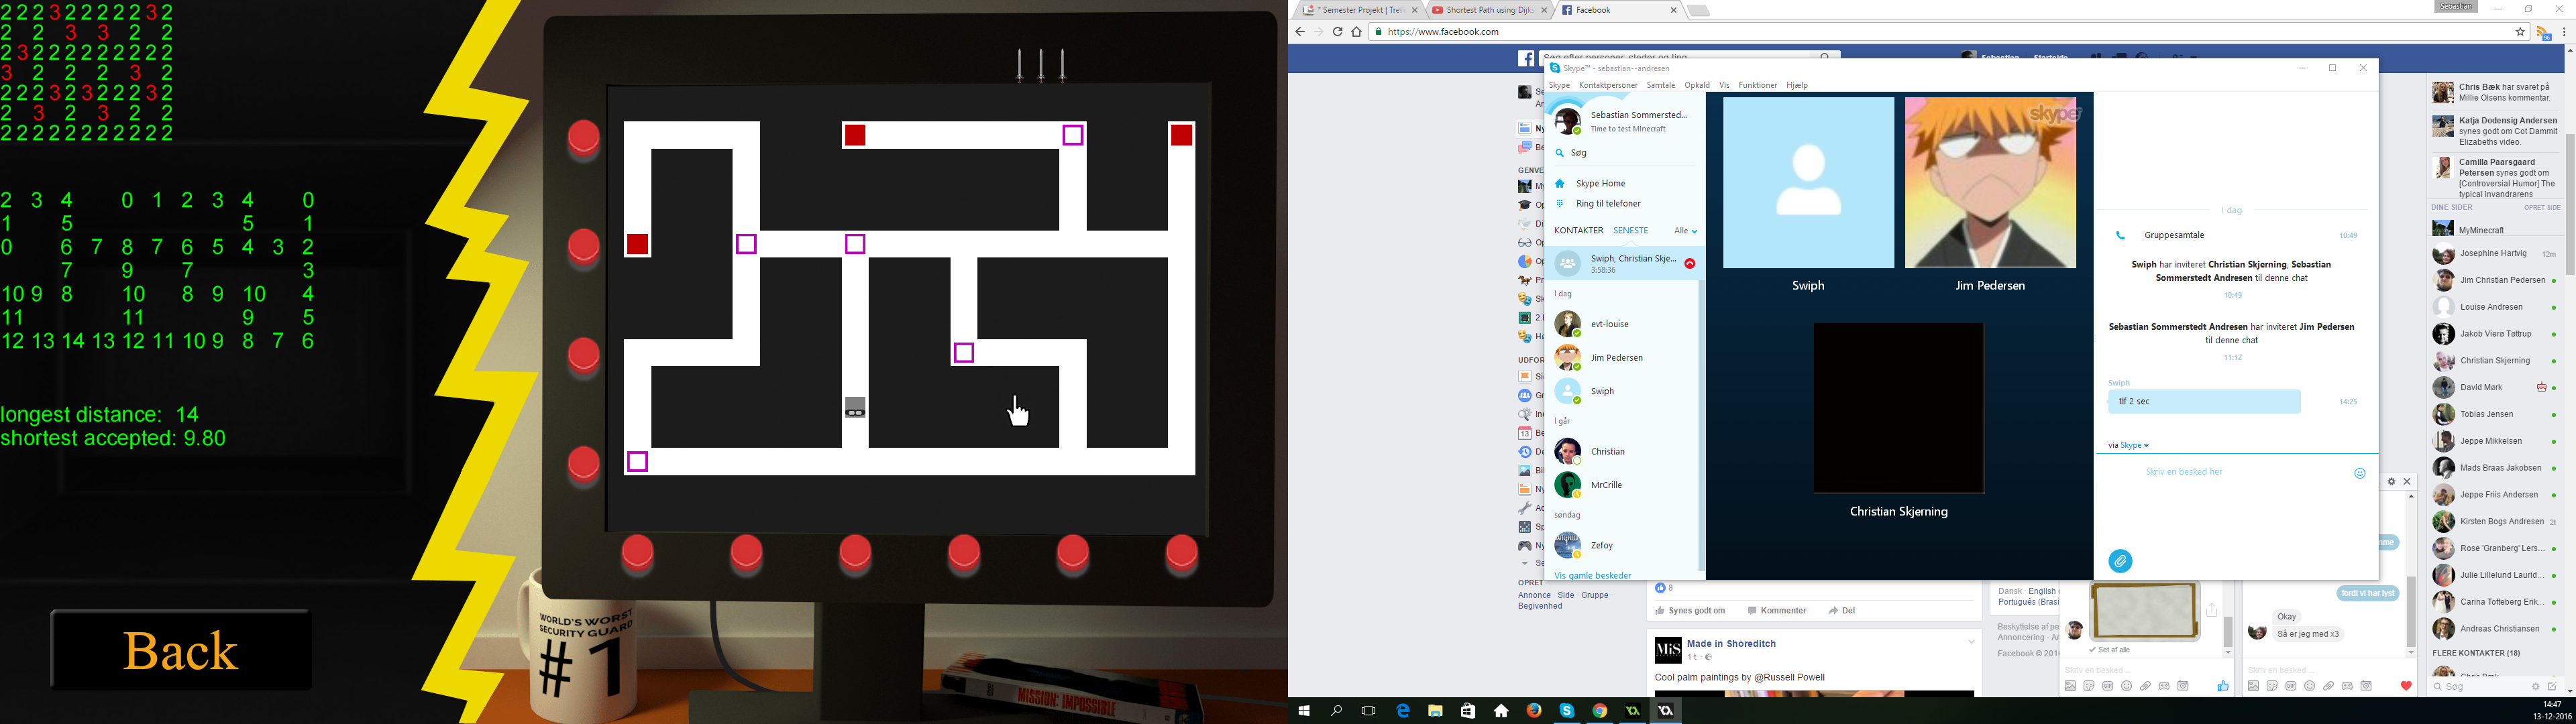 2 2 2 3 2 2 2 2 3 2
2 2 3 3 2 2
2 3 2 2 2 2 2 2 2 2 2
3 2 2 2 3 2
2 2 2 3 2 3 2 2 2 3 2
2 3 2 3 2 2
2 2 2 2 2 2 2 2 2 2 2
2 3 4 0 1 2 3 4 0
1 5 5 1
0 6 7 8 7 6 5 4 3 2
7 9 7 3
10 9 8 10 8 9 10 4
11 11 9 5
12 13 14 13 12 11 10 9 8 7 6
longest distance: 14
shortest accepted: 9.80
Back
WORLD'S WORST
SECURITY GUARD
#1
MISSION: IMPOSSIBLE
* Semester Projekt | Trell
Shortest Path using Dijks
Facebook
Sebastian
https://www.facebook.com
Søg efter personer, steder og ting
Sebastian Startside
Skype™ - sebastian--andresen
Skype Kontaktpersoner Samtale Opkald Vis Funktioner Hjælp
Sebastian Sommersted...
Time to test Minecraft
Søg
Skype Home
Ring til telefoner
KONTAKTER SENESTE Alle
Swiph, Christian Skje...
3:58:36
I dag
evt-louise
Jim Pedersen
Swiph
I går
Christian
MrCrille
søndag
Zefoy
Vis gamle beskeder
skype
Swiph
Jim Pedersen
Christian Skjerning
I dag
Gruppesamtale 10:49
Swiph har inviteret Christian Skjerning, Sebastian
Sommerstedt Andresen til denne chat
10:49
Sebastian Sommerstedt Andresen har inviteret Jim Pedersen
til denne chat
11:12
Swiph
tlf 2 sec 14:25
via Skype
Skriv en besked her
OPRET
Annonce · Side · Gruppe ·
Begivenhed
8
Synes godt om Kommenter Del
Made in Shoreditch
1 t.
Cool palm paintings by @Russell Powell
Dansk · English
Português (Brasi
Facebook © 201
Set af alle
Skriv en besked ...
fordi vi har lyst
Okay
Så er jeg med x3
Skriv en besked ...
Chris Bæk har svaret på
Millie Olsens kommentar.
Katja Dodensig Andersen
synes godt om Cot Dammit
Elizabeths video.
Camilla Paarsgaard
Petersen synes godt om
[Controversial Humor] The
typical invandrarens
DINE SIDER OPRET SIDE
MyMinecraft
Josephine Hartvig 12m
Jim Christian Pedersen
Louise Andresen
Jakob Vierø Tøttrup
Christian Skjerning
David Mørk
Tobias Jensen
Jeppe Mikkelsen
Mads Braas Jakobsen
Jeppe Friis Andersen
Kirsten Bogs Andresen 2t
Rose 'Granberg' Lers...
Julie Lillelund Laurid...
Carina Tofteberg Erik...
Andreas Christiansen
FLERE KONTAKTER (18)
Søg
14:47
13-12-2016